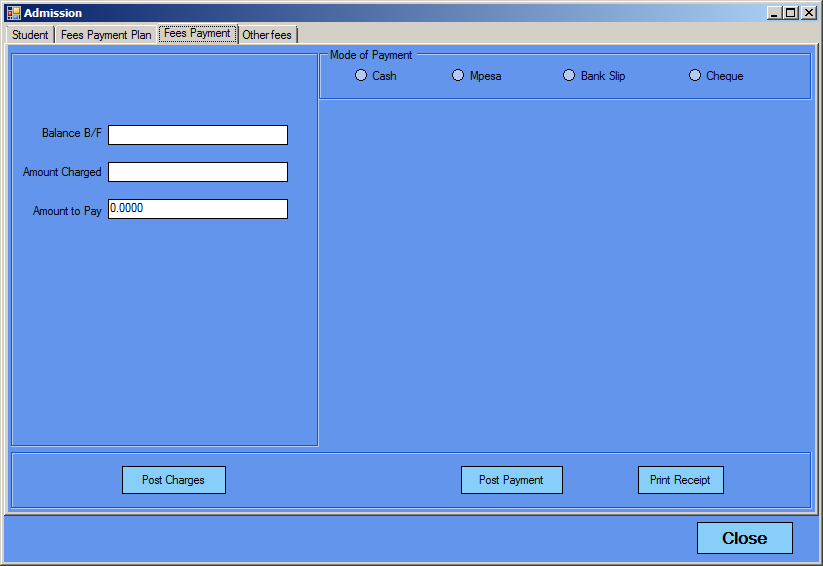 Admission
Student Fees Payment Plan Fees Payment Other fees
Mode of Payment
Cash Mpesa Bank Slip Cheque
Balance B/F
Amount Charged
Amount to Pay 0.0000
Post Charges Post Payment Print Receipt
Close